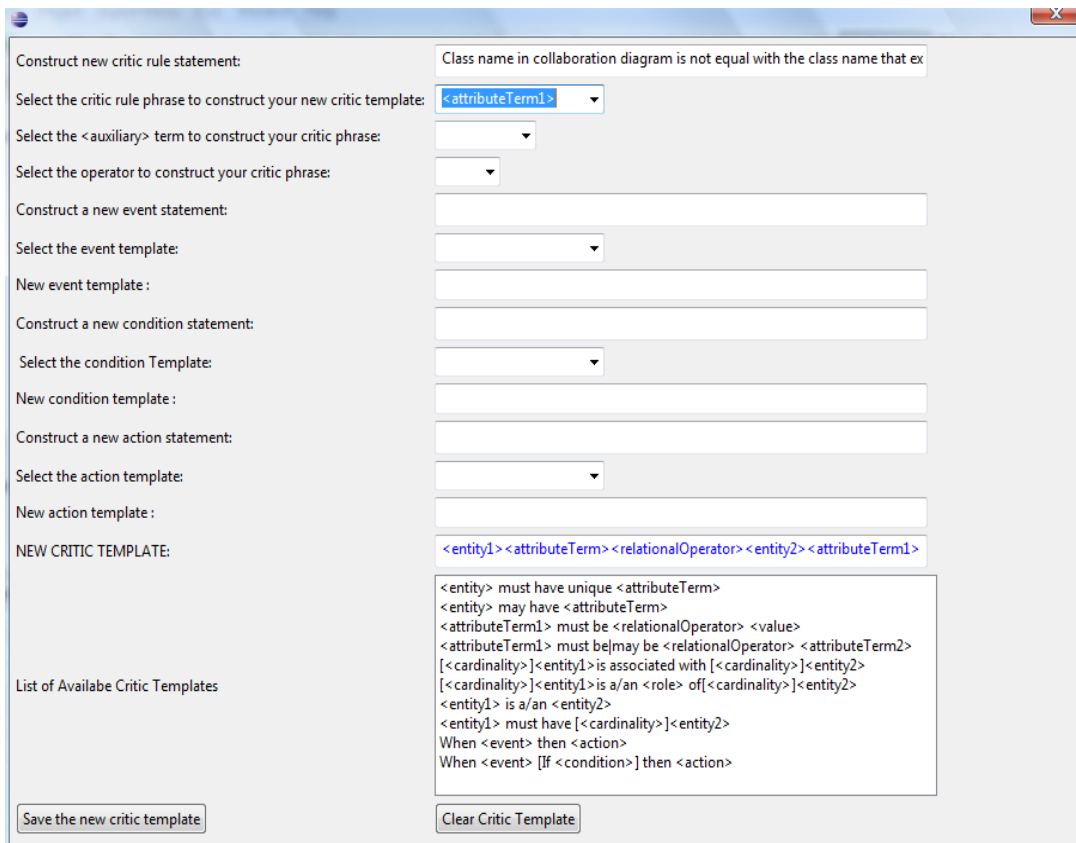 X
Construct new critic rule statement: Class name in collaboration diagram is not equal with the class name that ex
Select the critic rule phrase to construct your new critic template: <attributeTerm1>
Select the <auxiliary> term to construct your critic phrase:
Select the operator to construct your critic phrase:
Construct a new event statement:
Select the event template:
New event template :
Construct a new condition statement:
Select the condition Template:
New condition template :
Construct a new action statement:
Select the action template:
New action template :
NEW CRITIC TEMPLATE: <entity1><attributeTerm><relationalOperator><entity2><attributeTerm1>
List of Availabe Critic Templates
<entity> must have unique <attributeTerm>
<entity> may have <attributeTerm>
<attributeTerm1> must be <relationalOperator> <value>
<attributeTerm1> must be|may be <relationalOperator> <attributeTerm2>
[<cardinality>]<entity1>is associated with [<cardinality>]<entity2>
[<cardinality>]<entity1>is a/an <role> of[<cardinality>]<entity2>
<entity1> is a/an <entity2>
<entity1> must have [<cardinality>]<entity2>
When <event> then <action>
When <event> [If <condition>] then <action>
Save the new critic template Clear Critic Template